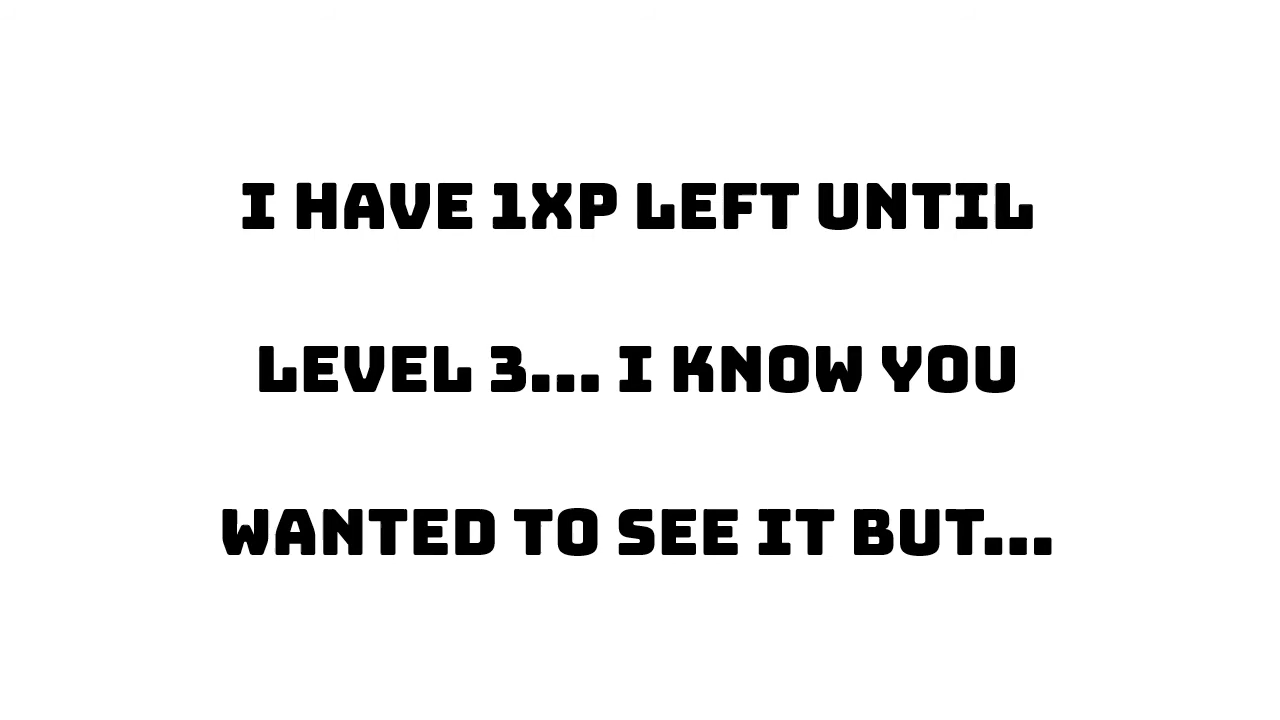 I HAVE 1XP LEFT UNTIL
LEVEL 3... I KNOW YOU
WANTED TO SEE IT BUT...